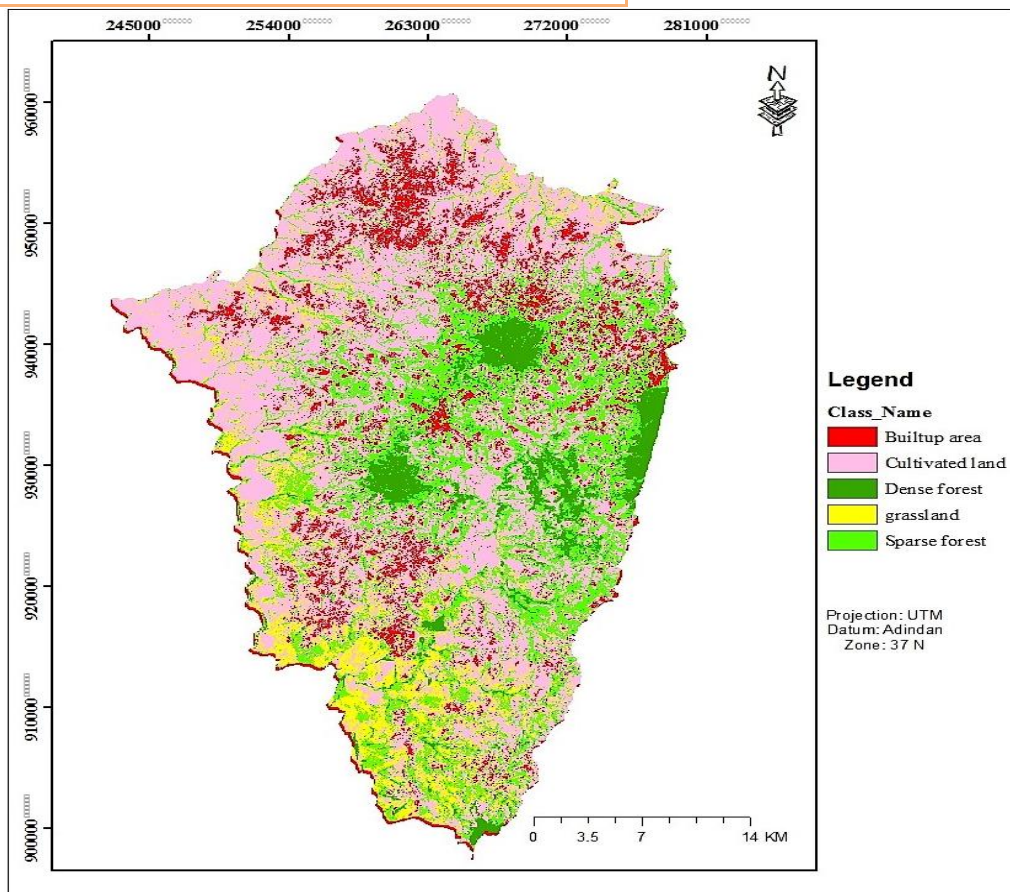 245000 254000 263000 272000 281000
N
960000
950000
940000
930000
920000
910000
900000
Legend
Class_Name
Builtup area
Cultivated land
Dense forest
grassland
Sparse forest
Projection: UTM
Datum: Adindan
Zone: 37 N
0 3.5 7 14 KM